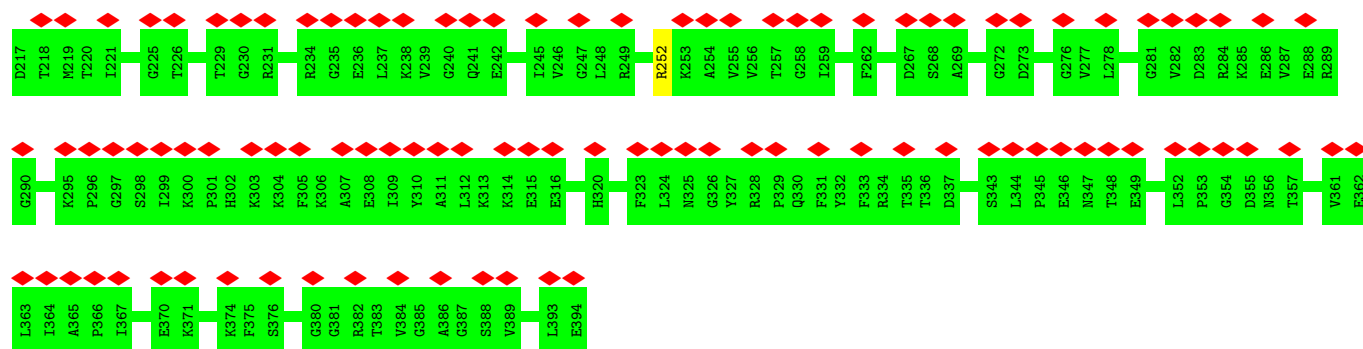 D217 T218 M219 T220 I221 G225 T226 T229 G230 R231 R234 G235 E236 L237 K238 V239 G240 Q241 E242 I245 V246 G247 L248 R249 R252 K253 A254 V255 V256 T257 G258 I259 F262 D267 S268 A269 G272 D273 G276 V277 L278 G281 V282 D283 R284 K285 E286 V287 E288 R289
G290 K295 P296 G297 S298 I299 K300 P301 H302 K303 K304 F305 K306 A307 E308 I309 Y310 A311 L312 K313 K314 E315 E316 H320 F323 L324 N325 G326 Y327 R328 P329 Q330 F331 Y332 F333 R334 T335 T336 D337 S343 L344 P345 E346 N347 T348 E349 L352 P353 G354 D355 N356 T357 V361 E362
L363 I364 A365 P366 I367 E370 K371 K374 F375 S376 G380 G381 R382 T383 V384 G385 A386 G387 S388 V389 L393 E394